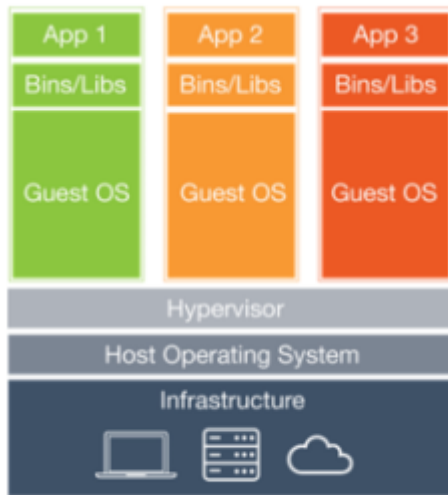 App 1
App 2
App 3
Bins/Libs
Bins/Libs
Bins/Libs
Guest OS
Guest OS
Guest OS
Hypervisor
Host Operating System
Infrastructure